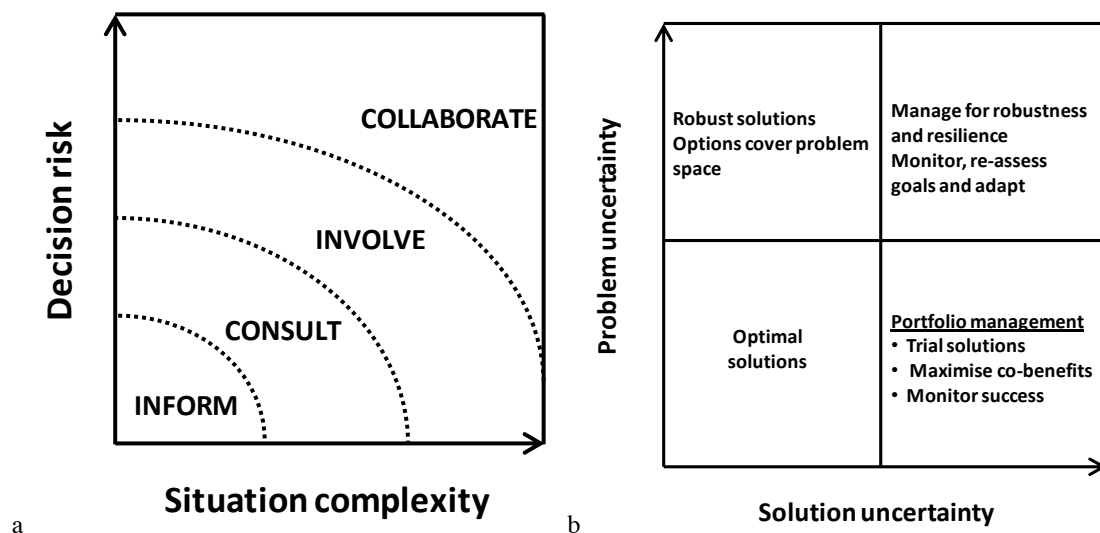 Decision risk
COLLABORATE
INVOLVE
CONSULT
INFORM
Situation complexity
a
Problem uncertainty
Robust solutions
Options cover problem
space
Manage for robustness
and resilience
Monitor, re-assess
goals and adapt
Optimal
solutions
Portfolio management
• Trial solutions
• Maximise co-benefits
• Monitor success
Solution uncertainty
b